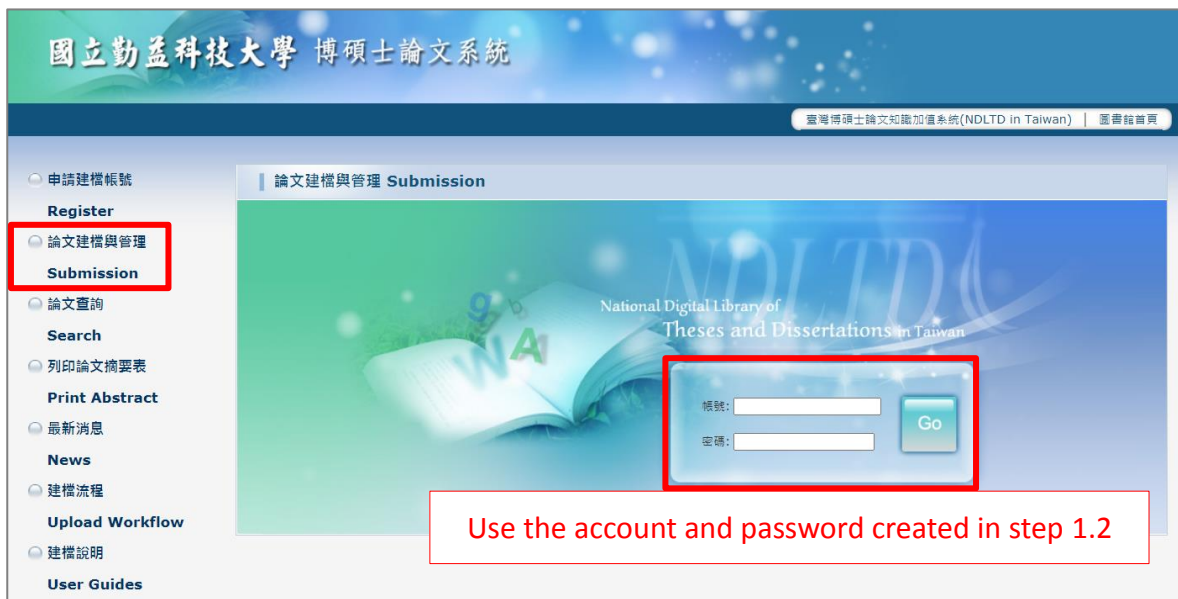 國立勤益科技大學 博碩士論文系統
臺灣博碩士論文知識加值系統(NDLTD in Taiwan) | 圖書館首頁
申請建檔帳號
Register
論文建檔與管理
Submission
論文查詢
Search
列印論文摘要表
Print Abstract
最新消息
News
建檔流程
Upload Workflow
建檔說明
User Guides
論文建檔與管理 Submission
NDLTD
National Digital Library of
Theses and Dissertations in Taiwan
帳號:
密碼:
Go
Use the account and password created in step 1.2